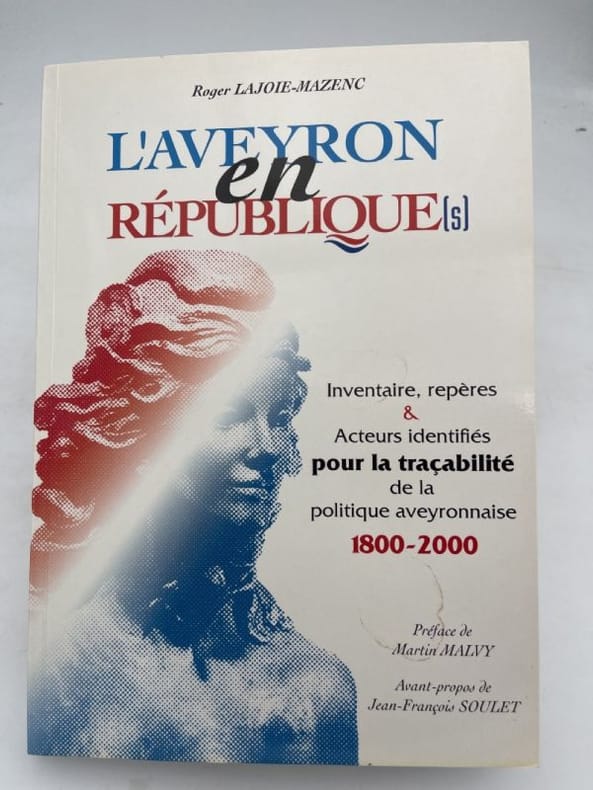 Roger LAJOIE-MAZENC
L'AVEYRON
en
RÉPUBLIQUE(s)
Inventaire, repères
&
Acteurs identifiés
pour la traçabilité
de la
politique aveyronnaise
1800-2000
Préface de
Martin MALVY
Avant-propos de
Jean-François SOULET